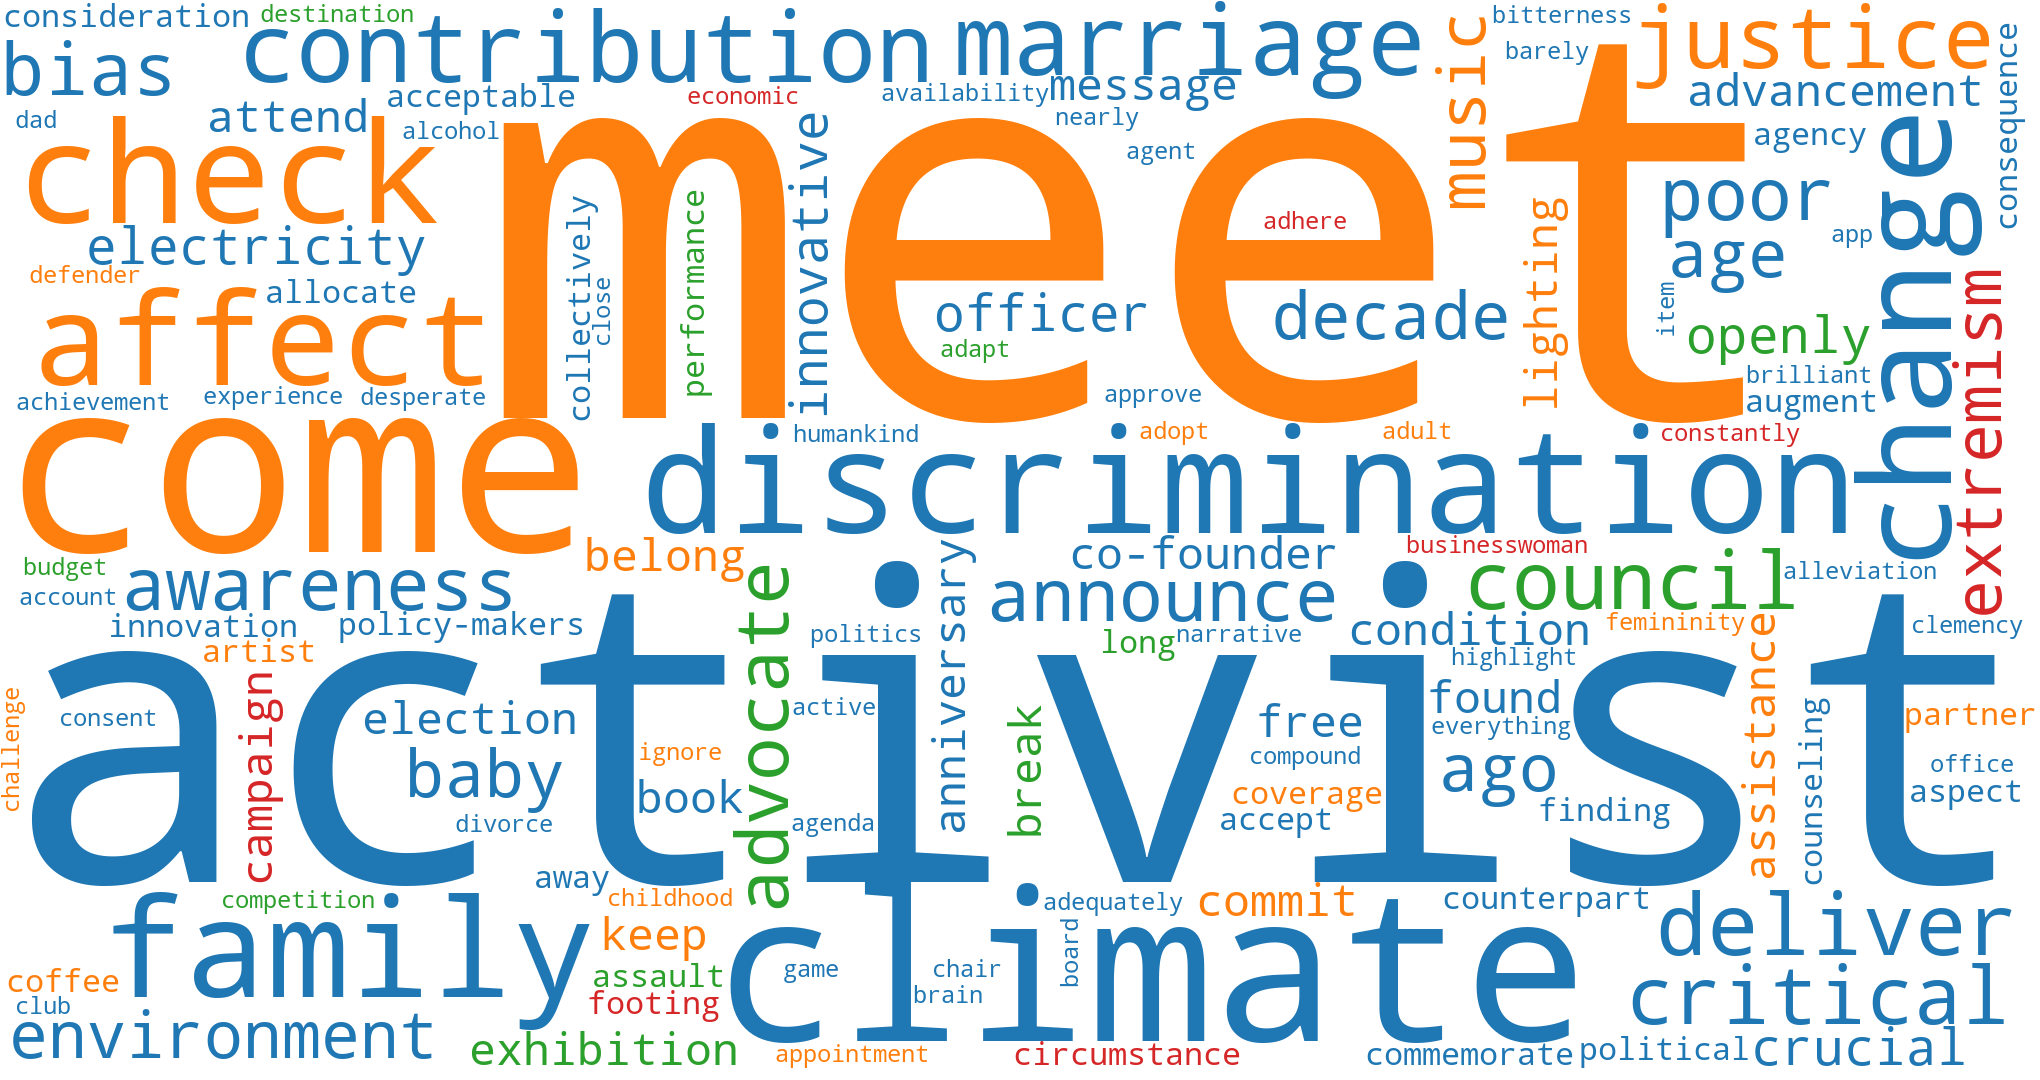 consideration
destination
contribution
marriage
music
bitterness
barely
justice
consequence
bias
acceptable
economic
availability
message
advancement
dad
attend
alcohol
nearly
agent
agency
check
meet
innovative
adhere
lighting
poor
change
electricity
collectively
close
performance
officer
decade
age
app
defender
allocate
adapt
item
openly
extremism
affect
achievement
experience
desperate
approve
brilliant
augment
come
humankind
adopt
adult
constantly
discrimination
belong
co-founder
businesswoman
budget
account
awareness
advocate
anniversary
announce
council
alleviation
innovation
policy-makers
politics
long
narrative
condition
femininity
clemency
artist
activist
highlight
assistance
challenge
consent
campaign
election
active
break
free
found
everything
counseling
partner
baby
ignore
compound
ago
office
book
coverage
aspect
divorce
agenda
accept
finding
away
competition
childhood
adequately
commit
counterpart
family
keep
climate
board
deliver
coffee
assault
game
chair
club
footing
brain
critical
environment
exhibition
appointment
circumstance
commemorate
political
crucial